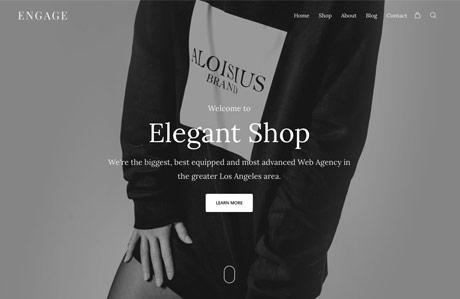 ENGAGE
Home Shop About Blog Contact
ALOISIUS
BRAND
Welcome to
Elegant Shop
We're the biggest, best equipped and most advanced Web Agency in
the greater Los Angeles area.
LEARN MORE